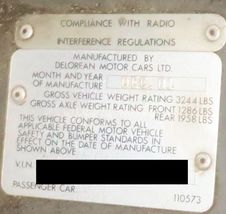 COMPLIANCE WITH RADIO
INTERFERENCE REGULATIONS
MANUFACTURED BY
DELOREAN MOTOR CARS LTD.
MONTH AND YEAR
OF MANUFACTURE
GROSS VEHICLE WEIGHT RATING 3244 LBS
GROSS AXLE WEIGHT RATING FRONT 1286 LBS
REAR 1958 LBS
THIS VEHICLE CONFORMS TO ALL
APPLICABLE FEDERAL MOTOR VEHICLE
SAFETY AND BUMPER STANDARDS IN
EFFECT ON THE DATE OF MANUFACTURE
SHOWN ABOVE
V.I.N.
PASSENGER CAR
110573